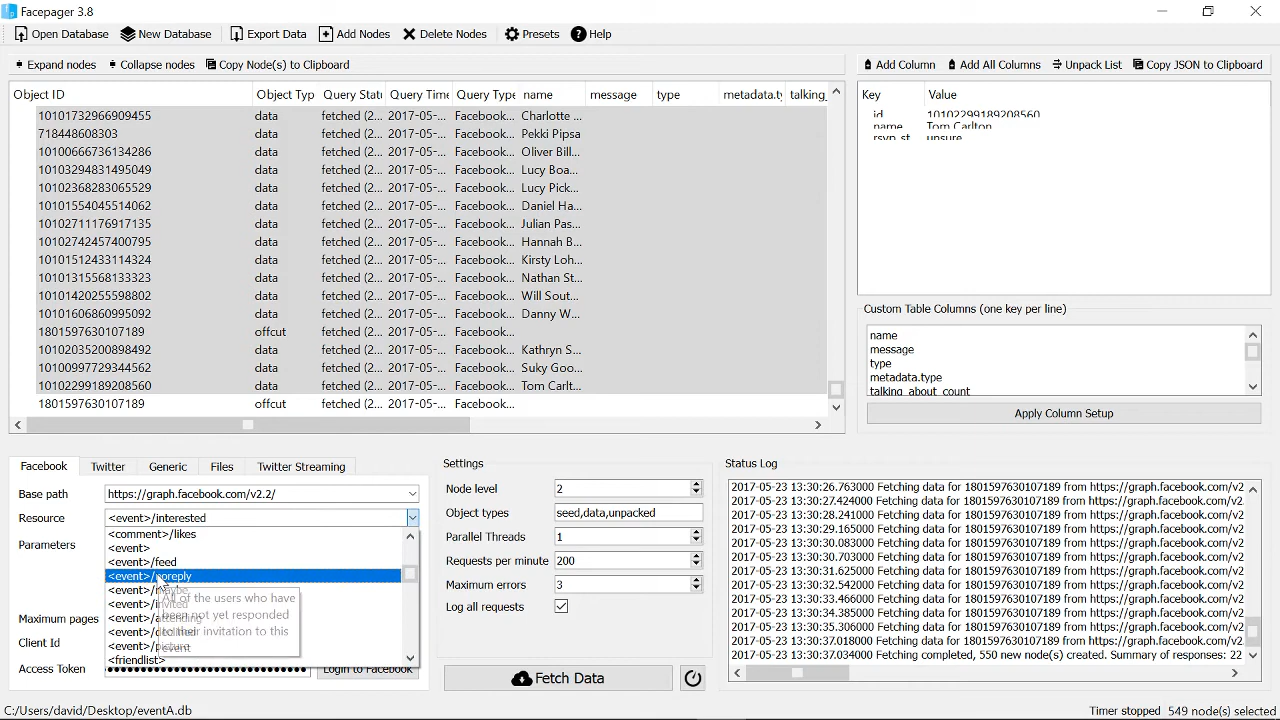 Facepager 3.8
Open Database New Database Export Data Add Nodes Delete Nodes Presets Help
Expand nodes Collapse nodes Copy Node(s) to Clipboard
Object ID Object Typ Query Statu Query Time Query Type name message type metadata.ty talking_
10101732966909455 data fetched (2... 2017-05-... Facebook... Charlotte ...
718448608303 data fetched (2... 2017-05-... Facebook... Pekki Pipsa
10100666736134286 data fetched (2... 2017-05-... Facebook... Oliver Bill...
10103294831495049 data fetched (2... 2017-05-... Facebook... Lucy Boa...
10102368283065529 data fetched (2... 2017-05-... Facebook... Lucy Pick...
10101554045514062 data fetched (2... 2017-05-... Facebook... Daniel Ha...
10102711176917135 data fetched (2... 2017-05-... Facebook... Julian Pas...
10102742457400795 data fetched (2... 2017-05-... Facebook... Hannah B...
10101512433114324 data fetched (2... 2017-05-... Facebook... Kirsty Loh...
10101315568133323 data fetched (2... 2017-05-... Facebook... Nathan St...
10101420255598802 data fetched (2... 2017-05-... Facebook... Will Sout...
10101606860995092 data fetched (2... 2017-05-... Facebook... Danny W...
1801597630107189 offcut fetched (2... 2017-05-... Facebook...
10102035200898492 data fetched (2... 2017-05-... Facebook... Kathryn S...
10100997729344562 data fetched (2... 2017-05-... Facebook... Suky Goo...
10102299189208560 data fetched (2... 2017-05-... Facebook... Tom Carlt...
1801597630107189 offcut fetched (2... 2017-05-... Facebook...
Add Column Add All Columns Unpack List Copy JSON to Clipboard
Key Value
id 10102299189208560
name Tom Carlton
rsvp_st unsure
Custom Table Columns (one key per line)
name
message
type
metadata.type
talking_about_count
Apply Column Setup
Facebook Twitter Generic Files Twitter Streaming
Base path https://graph.facebook.com/v2.2/
Resource <event>/interested
Parameters
Maximum pages
Client Id
Access Token
<comment>/likes
<event>
<event>/feed
<event>/noreply
<event>/maybe
<event>/invited
<event>/attending
<event>/declined
<event>/picture
<friendlist>
All of the users who have
been not yet responded
to their invitation to this
event
Login to Facebook
Settings
Node level 2
Object types seed,data,unpacked
Parallel Threads 1
Requests per minute 200
Maximum errors 3
Log all requests
Fetch Data
Status Log
2017-05-23 13:30:26.763000 Fetching data for 1801597630107189 from https://graph.facebook.com/v2
2017-05-23 13:30:27.424000 Fetching data for 1801597630107189 from https://graph.facebook.com/v2
2017-05-23 13:30:28.241000 Fetching data for 1801597630107189 from https://graph.facebook.com/v2
2017-05-23 13:30:29.165000 Fetching data for 1801597630107189 from https://graph.facebook.com/v2
2017-05-23 13:30:30.083000 Fetching data for 1801597630107189 from https://graph.facebook.com/v2
2017-05-23 13:30:30.793000 Fetching data for 1801597630107189 from https://graph.facebook.com/v2
2017-05-23 13:30:31.625000 Fetching data for 1801597630107189 from https://graph.facebook.com/v2
2017-05-23 13:30:32.542000 Fetching data for 1801597630107189 from https://graph.facebook.com/v2
2017-05-23 13:30:33.466000 Fetching data for 1801597630107189 from https://graph.facebook.com/v2
2017-05-23 13:30:34.385000 Fetching data for 1801597630107189 from https://graph.facebook.com/v2
2017-05-23 13:30:35.306000 Fetching data for 1801597630107189 from https://graph.facebook.com/v2
2017-05-23 13:30:37.018000 Fetching data for 1801597630107189 from https://graph.facebook.com/v2
2017-05-23 13:30:37.034000 Fetching completed, 550 new node(s) created. Summary of responses: 22
C:/Users/david/Desktop/eventA.db
Timer stopped 549 node(s) selected